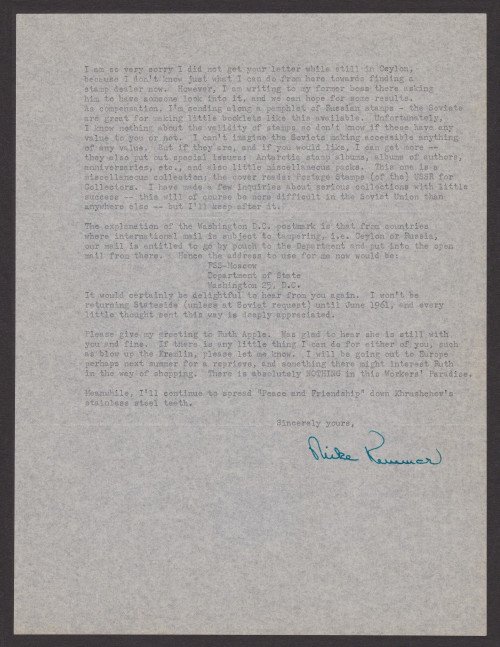 I am so very sorry I did not get your letter while still in Ceylon,
because I don't know just what I can do from here towards finding a
stamp dealer now. However, I am writing to my former boss there asking
him to have someone look into it, and we can hope for some results.
As compensation, I'm sending along a pamphlet of Russian stamps - the Soviets
are great for making little booklets like this available. Unfortunately,
I know nothing about the validity of stamps so don't know if these have any
value to you or not. I can't imagine the Soviets making accessible anything
of any value. But if they are, and if you would like, I can get more --
they also put out special issues: Antarctic stamp albums, albums of authors,
anniversaries, etc., and also little miscellaneous packs. This one is a
miscellaneous collection; the cover reads: Postage Stamps (of the) USSR for
Collectors. I have made a few inquiries about serious collections with little
success -- this will of course be more difficult in the Soviet Union than
anywhere else -- but I'll keep after it.
The explanation of the Washington D.C. postmark is that from countries
where international mail is subject to tampering, i.e. Ceylon or Russia,
our mail is entitled to go by pouch to the Department and put into the open
mail from there. Hence the address to use for me now would be:
PSS-Moscow
Department of State
Washington 25, D.C.
It would certainly be delightful to hear from you again. I won't be
returning Stateside (unless at Soviet request) until June 1961, and every
little thought sent this way is deeply appreciated.
Please give my greeting to Ruth Apple. Was glad to hear she is still with
you and fine. If there is any little thing I can do for either of you, such
as blow up the Kremlin, please let me know. I will be going out to Europe
perhaps next summer for a reprieve, and something there might interest Ruth
in the way of shopping. There is absolutely NOTHING in this Workers' Paradise.
Meanwhile, I'll continue to spread "Peace and Friendship" down Khrushchow's
stainless steel teeth.
Sincerely yours,